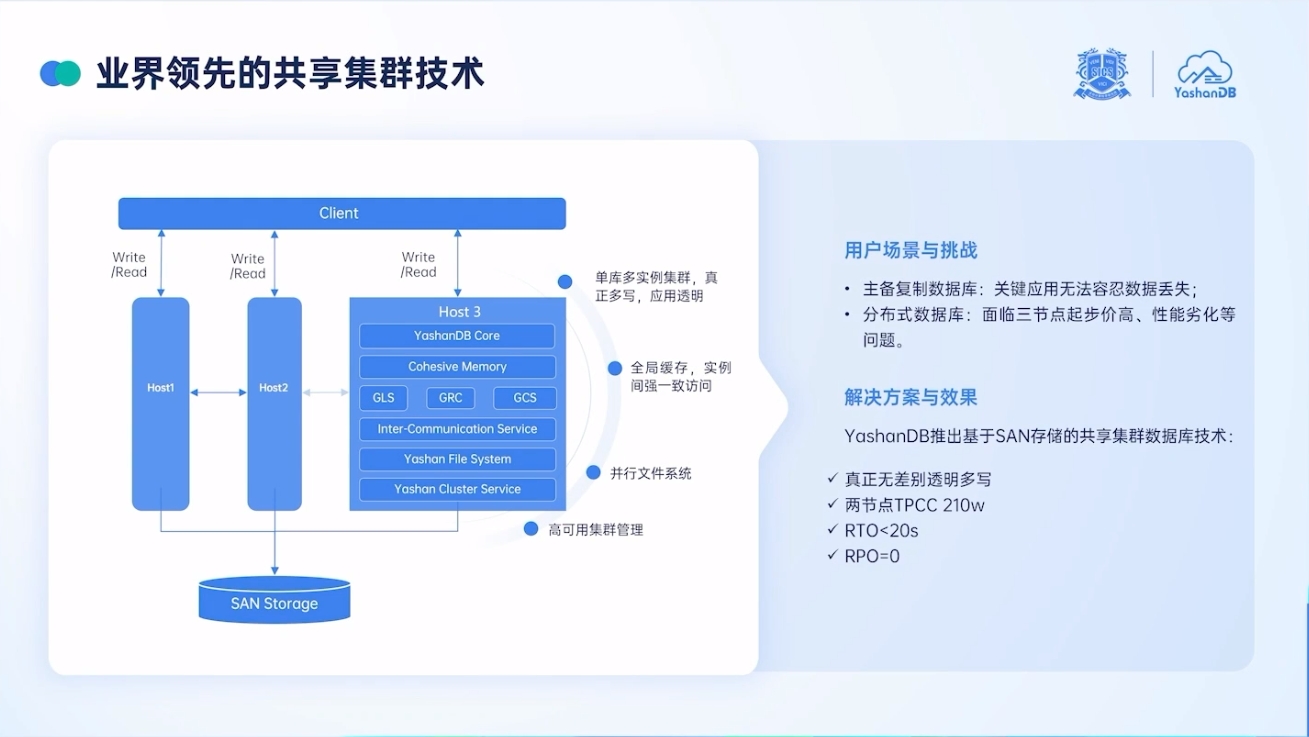 业界领先的共享集群技术
SICS
YashanDB
Client
Write
/Read
Write
/Read
Write
/Read
Host1
Host2
Host 3
YashanDB Core
Cohesive Memory
GLS
GRC
GCS
Inter-Communication Service
Yashan File System
Yashan Cluster Service
SAN Storage
单库多实例集群，真
正多写，应用透明
全局缓存，实例
间强一致访问
并行文件系统
高可用集群管理
用户场景与挑战
• 主备复制数据库：关键应用无法容忍数据丢失；
• 分布式数据库：面临三节点起步价高、性能劣化等
问题。
解决方案与效果
YashanDB推出基于SAN存储的共享集群数据库技术：
✓ 真正无差别透明多写
✓ 两节点TPCC 210w
✓ RTO<20s
✓ RPO=0